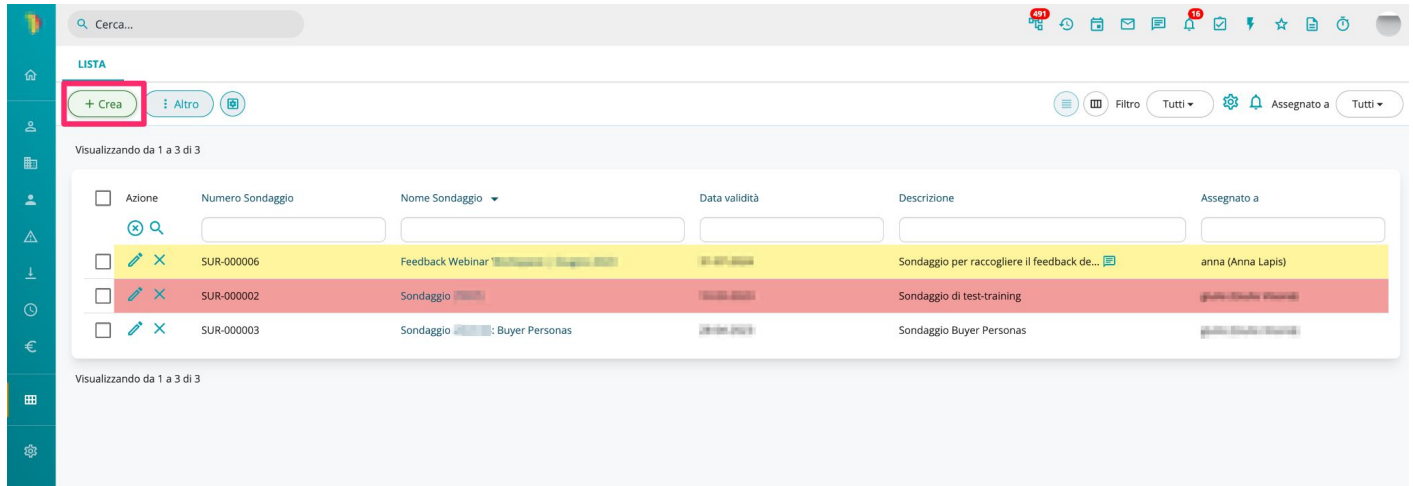 Cerca...
491
16
LISTA
+ Crea
Altro
Filtro
Tutti
Assegnato a
Tutti
Visualizzando da 1 a 3 di 3
Azione Numero Sondaggio Nome Sondaggio Data validità Descrizione Assegnato a
SUR-000006 Feedback Webinar Sondaggio per raccogliere il feedback de... anna (Anna Lapis)
SUR-000002 Sondaggio Sondaggio di test-training
SUR-000003 Sondaggio : Buyer Personas Sondaggio Buyer Personas
Visualizzando da 1 a 3 di 3